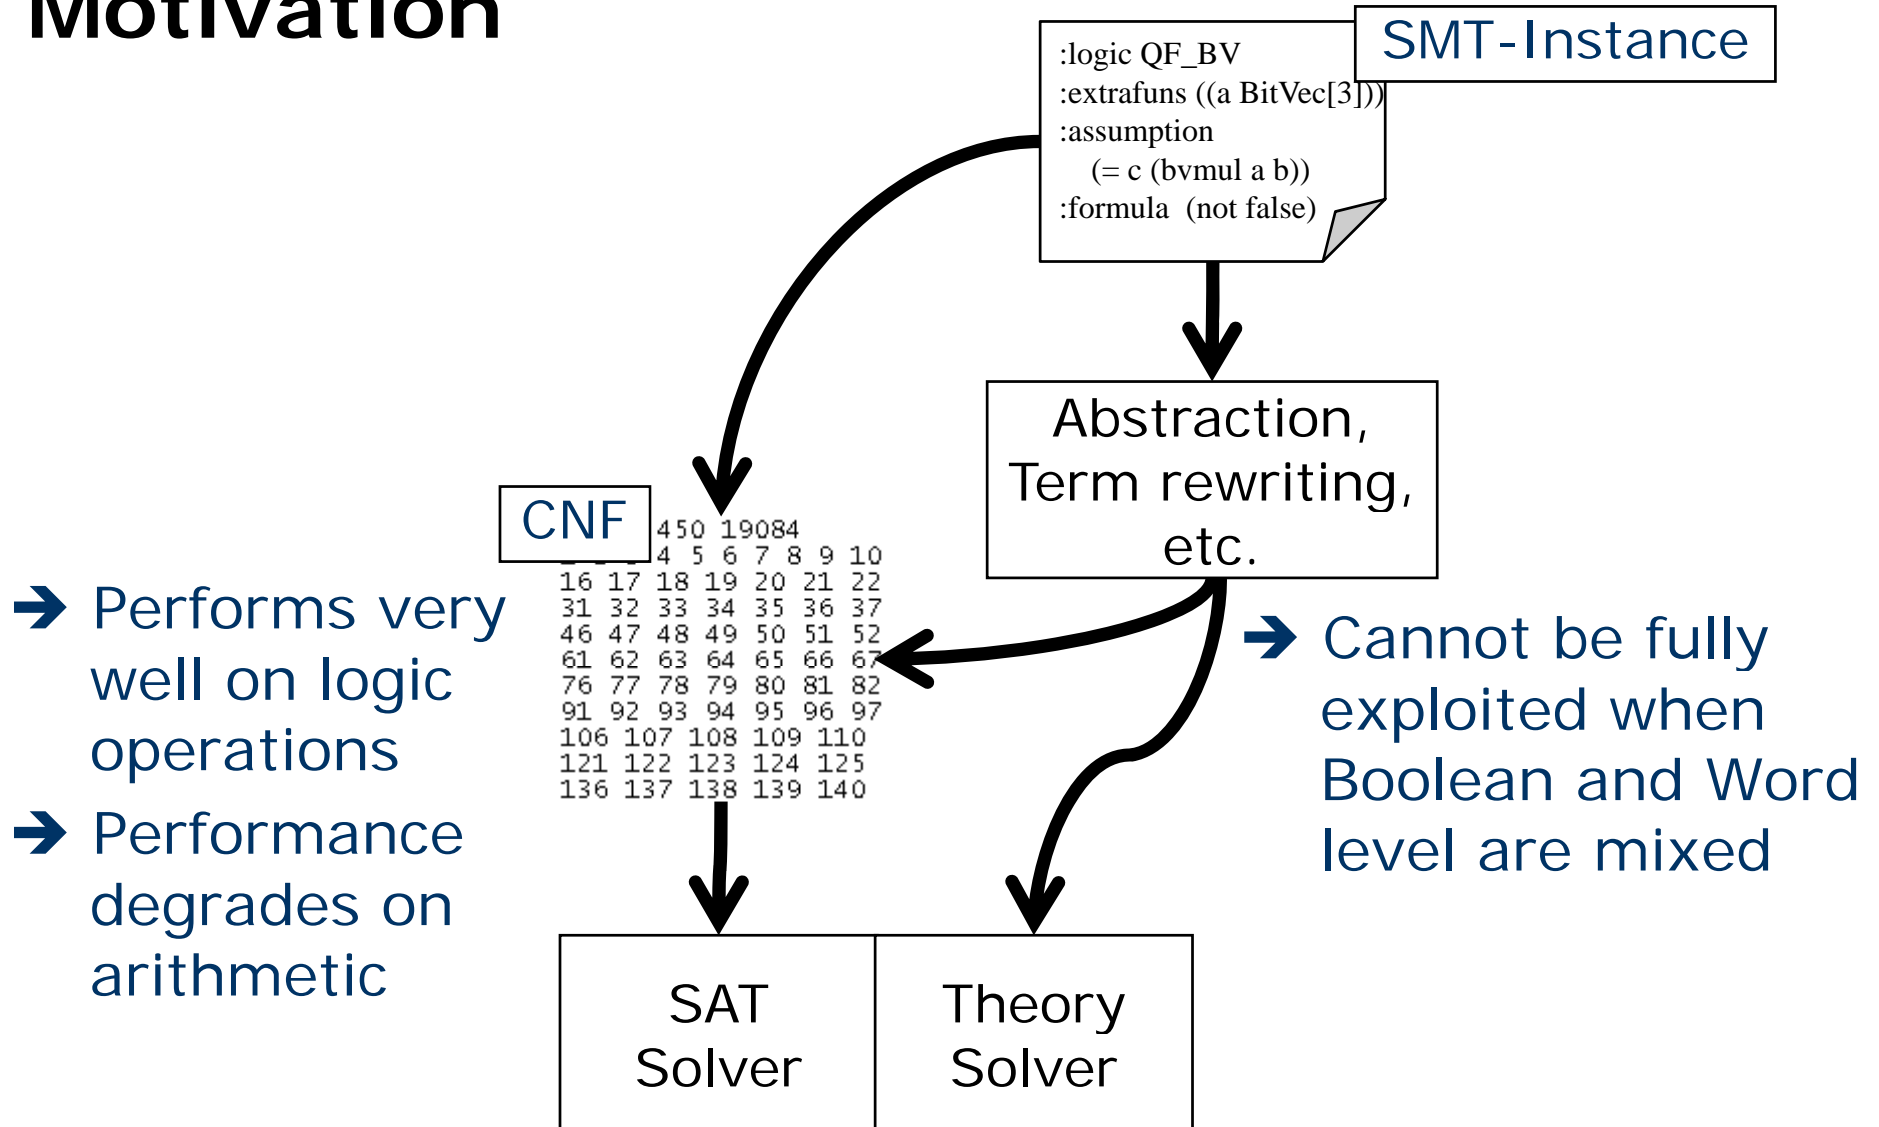 Motivation
SMT-Instance
:logic QF_BV
:extrafuns ((a BitVec[3]))
:assumption
(= c (bvmul a b))
:formula (not false)
Abstraction,
Term rewriting,
etc.
CNF
450 19084
4 5 6 7 8 9 10
16 17 18 19 20 21 22
31 32 33 34 35 36 37
46 47 48 49 50 51 52
61 62 63 64 65 66 67
76 77 78 79 80 81 82
91 92 93 94 95 96 97
106 107 108 109 110
121 122 123 124 125
136 137 138 139 140
➔ Performs very
well on logic
operations
➔ Performance
degrades on
arithmetic
➔ Cannot be fully
exploited when
Boolean and Word
level are mixed
SAT
Solver
Theory
Solver